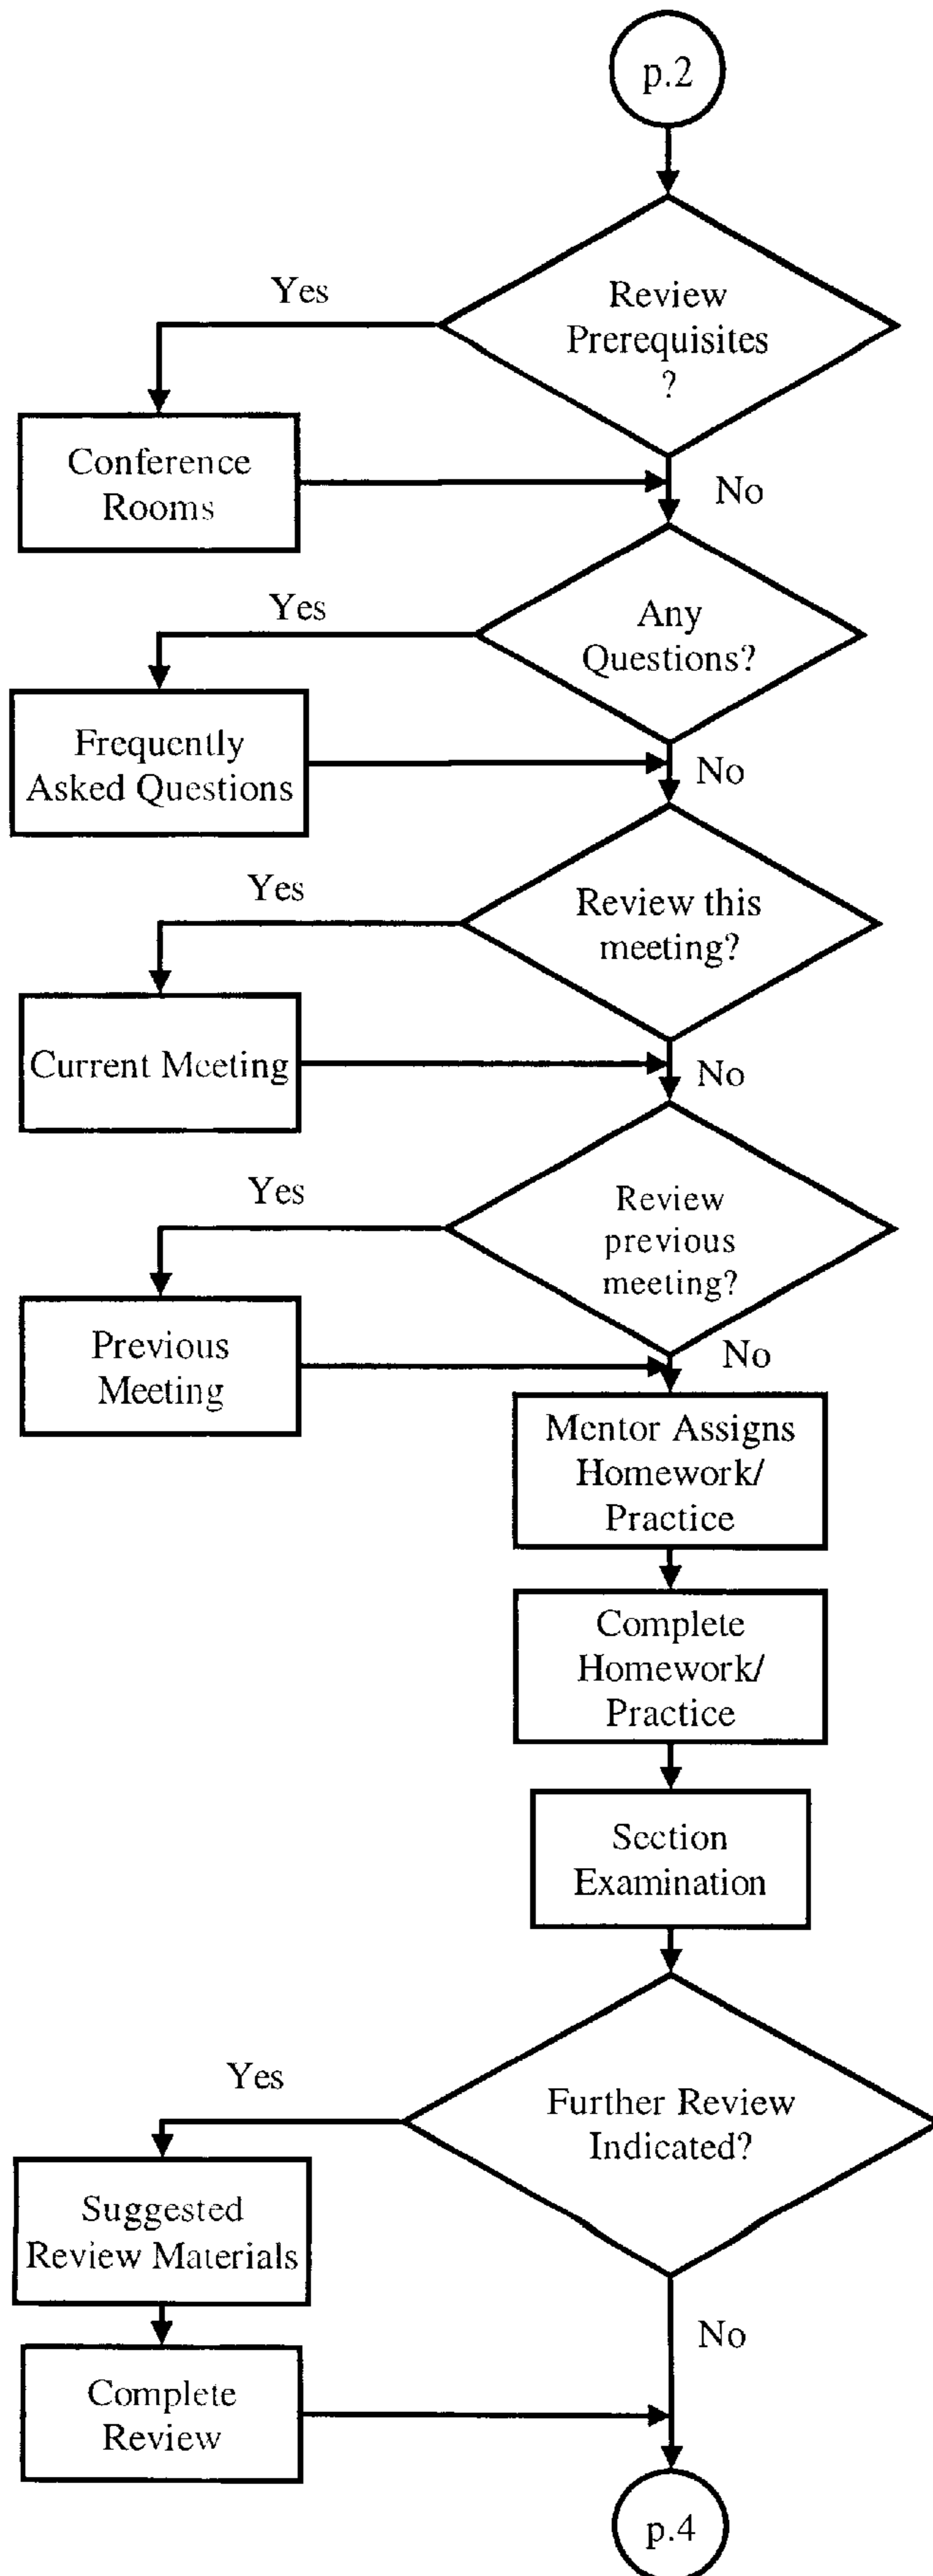 p.2
Yes
Review
Prerequisites
?
Conference
Rooms
No
Yes
Any
Questions?
Frequently
Asked Questions
No
Yes
Review this
meeting?
Current Meeting
No
Yes
Review
previous
meeting?
Previous
Meeting
No
Mentor Assigns
Homework/
Practice
Complete
Homework/
Practice
Section
Examination
Yes
Further Review
Indicated?
Suggested
Review Materials
No
Complete
Review
p.4